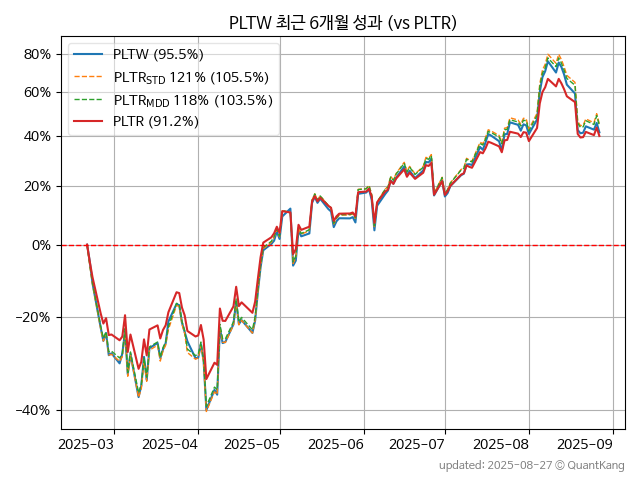 PLTW 최근 6개월 성과 (vs PLTR)
PLTW (95.5%)
PLTR_STD 121% (105.5%)
PLTR_MDD 118% (103.5%)
PLTR (91.2%)
80%
60%
40%
20%
0%
−20%
−40%
2025-03 2025-04 2025-05 2025-06 2025-07 2025-08 2025-09
updated: 2025-08-27 © QuantKang